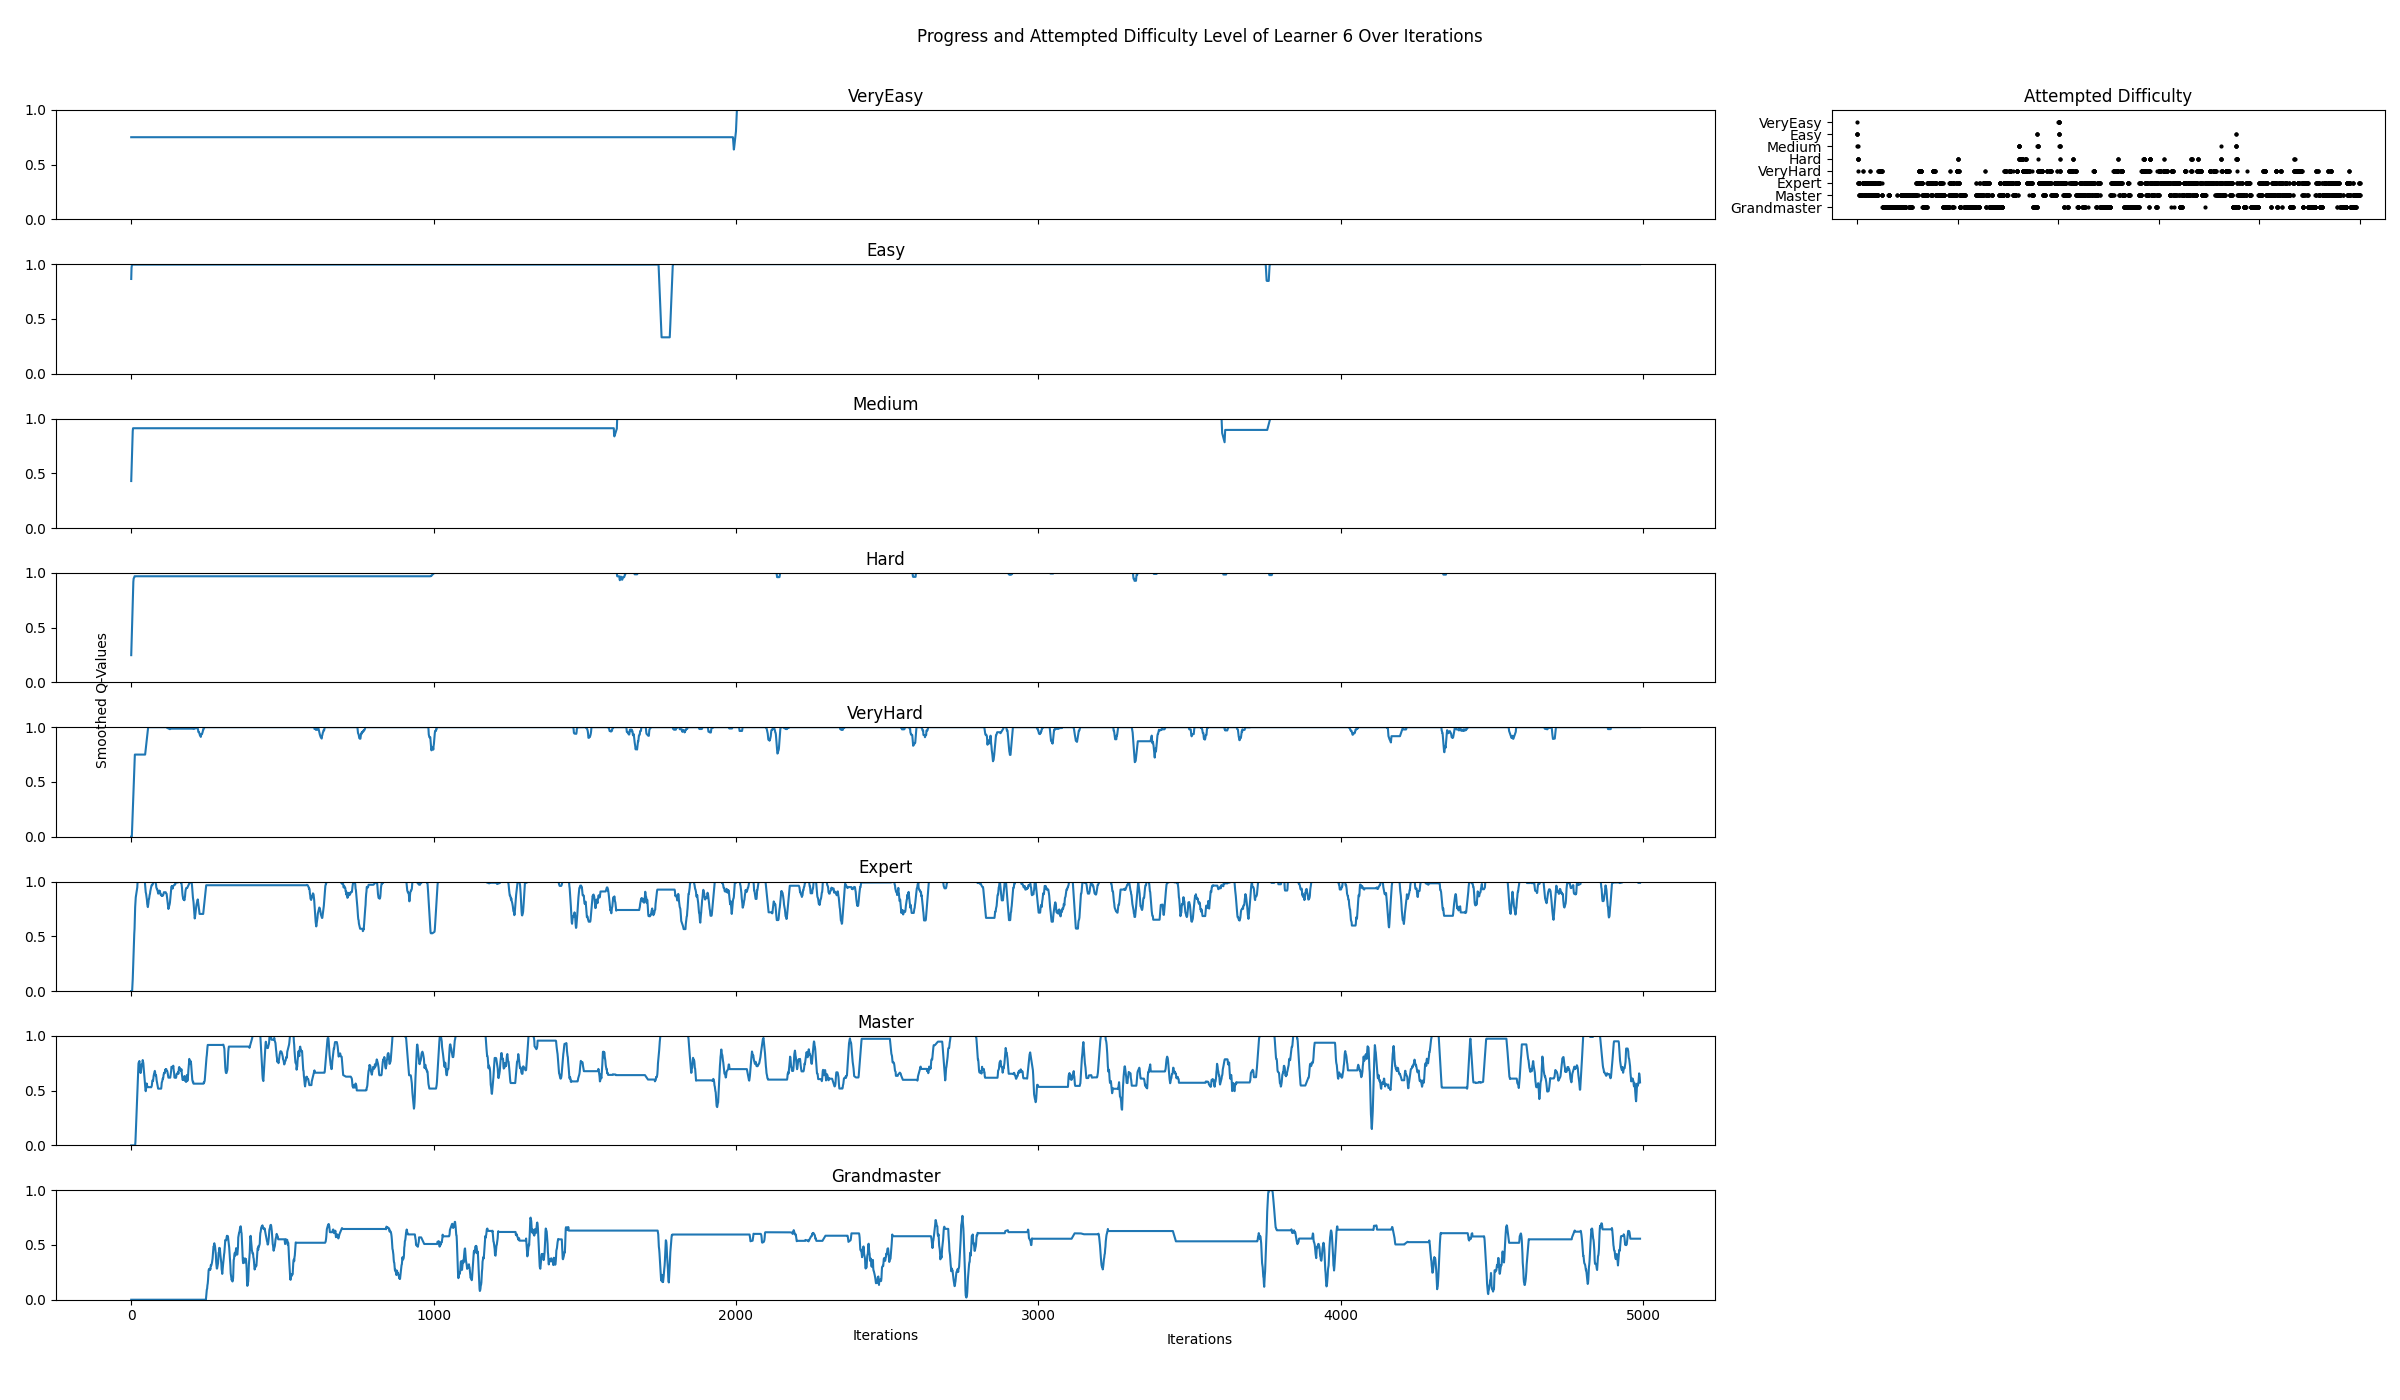 Progress and Attempted Difficulty Level of Learner 6 Over Iterations
VeryEasy
1.0
0.5
0.0
Attempted Difficulty
VeryEasy
Easy
Medium
Hard
VeryHard
Expert
Master
Grandmaster
Easy
1.0
0.5
0.0
Medium
1.0
0.5
0.0
Hard
1.0
0.5
0.0
Smoothed Q-Values
VeryHard
1.0
0.5
0.0
Expert
1.0
0.5
0.0
Master
1.0
0.5
0.0
Grandmaster
1.0
0.5
0.0
0 1000 2000 3000 4000 5000
Iterations
Iterations